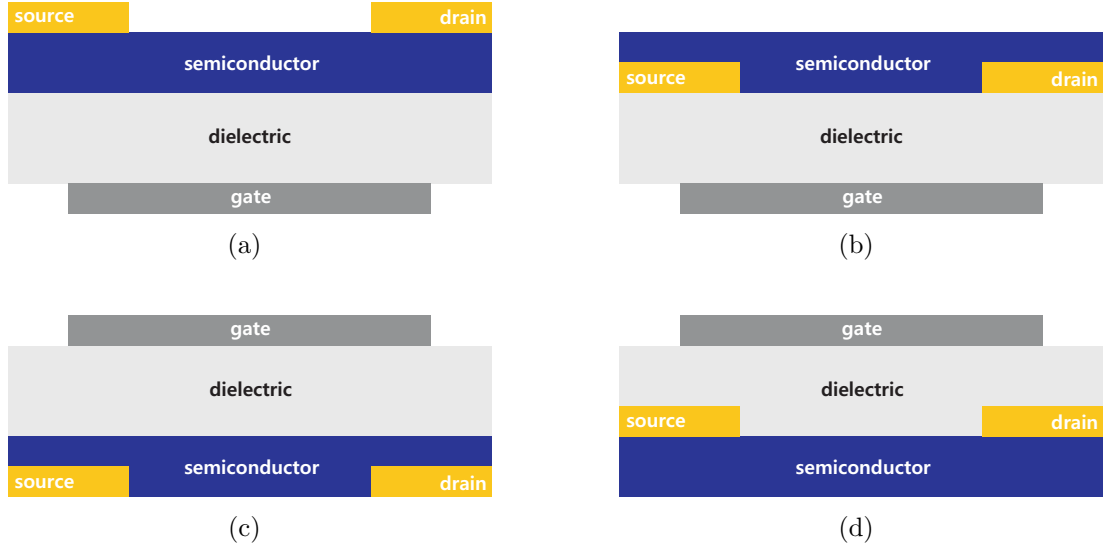 source drain
semiconductor
dielectric
gate
(a)
semiconductor
source drain
dielectric
gate
(b)
gate
dielectric
semiconductor
source drain
(c)
gate
dielectric
source drain
semiconductor
(d)